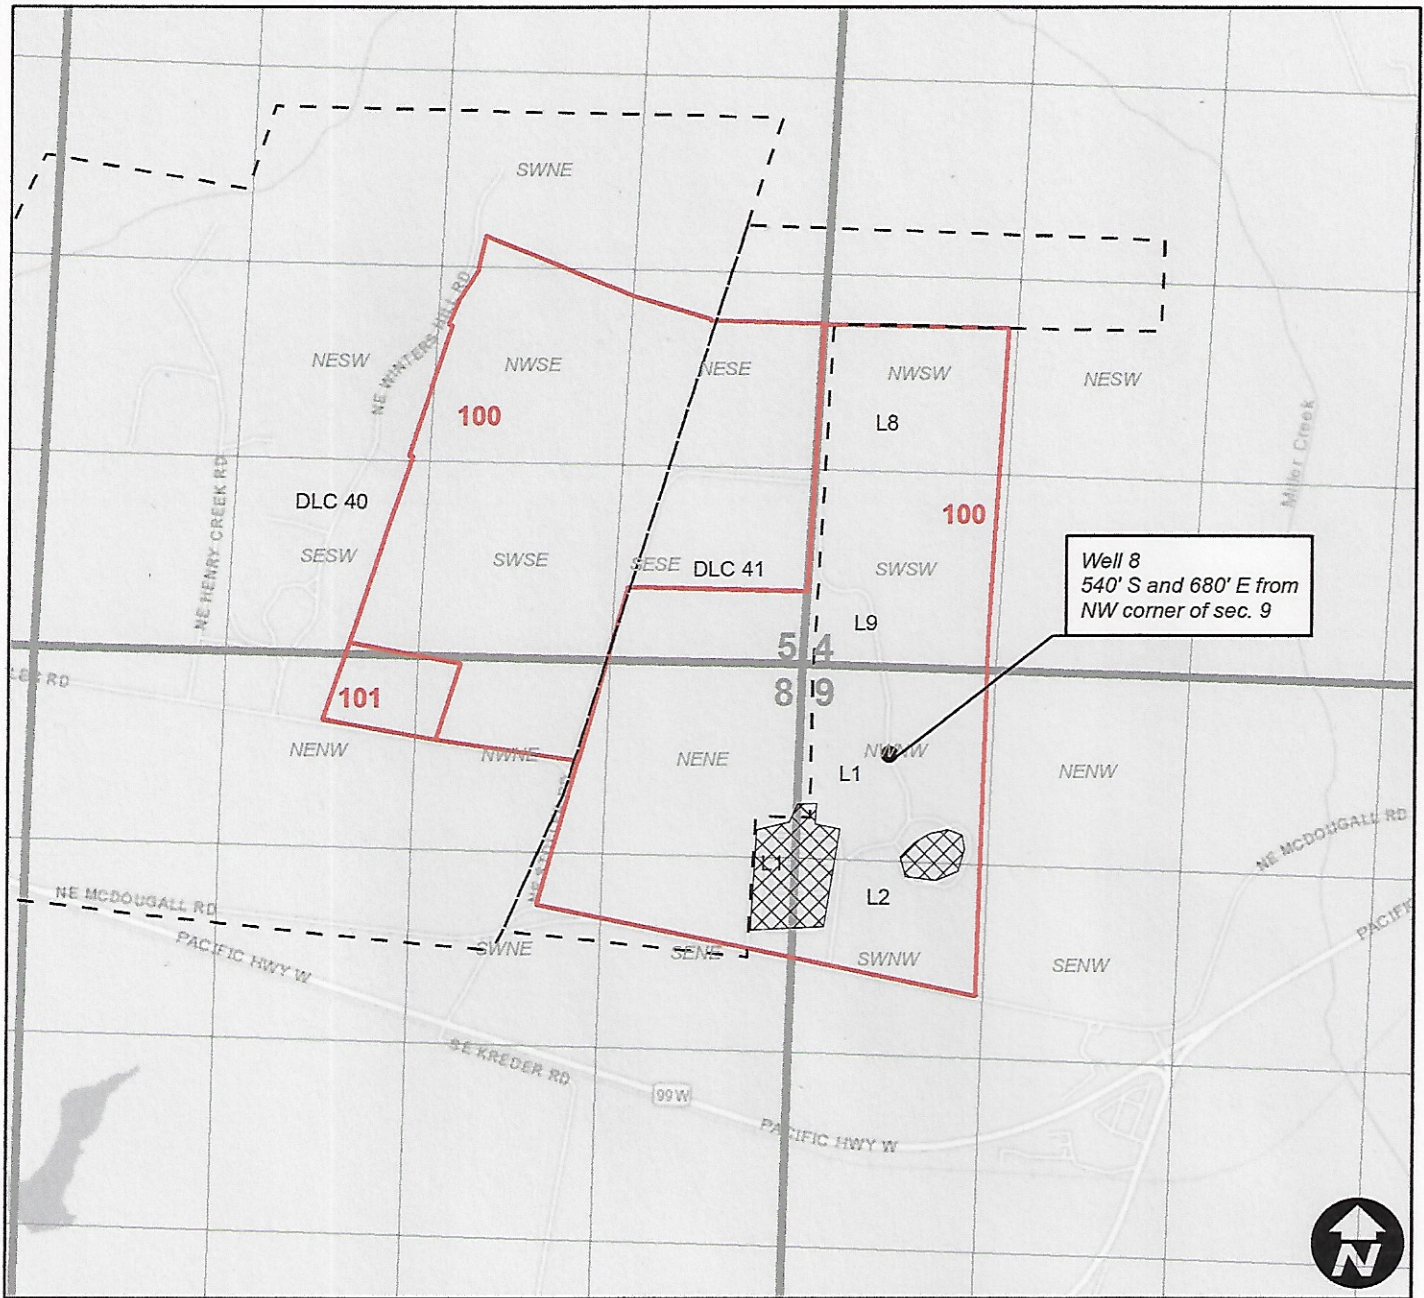 SWNE
NE WINTERS HILL RD
NESW
NWSE
NESE
NWSW
NESW
100
L8
Miller Creek
NE HENRY CREEK RD
DLC 40
100
SESW
SWSE
SESE
DLC 41
SWSW
Well 8
540' S and 680' E from
NW corner of sec. 9
L9
5 4
8 9
RD
101
NENW
NWNE
NENE
NWNW
L1
NENW
NE MCDOUGALL RD
L1
L2
NE MCDOUGALL RD
PACIFIC HWY W
SWNE
SENE
SWNW
SENW
PACIFIC
SE KREDER RD
99W
PACIFIC HWY W
N